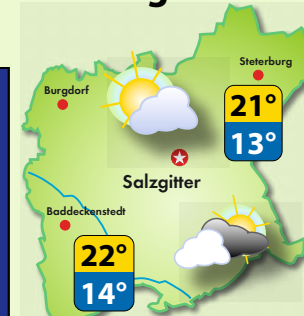 g
Steterburg
Burgdorf
21°
13°
Salzgitter
Baddeckenstedt
22°
14°